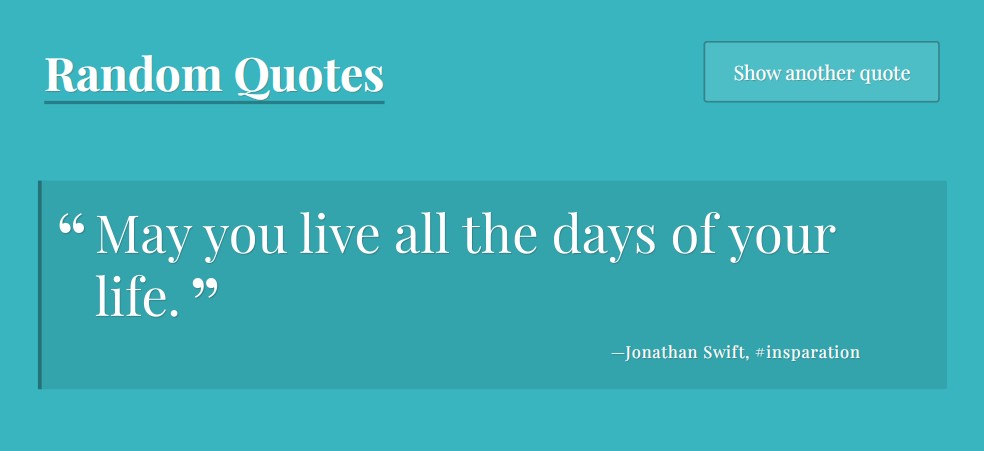 Random Quotes
Show another quote
“ May you live all the days of your
life. ”
—Jonathan Swift, #insparation